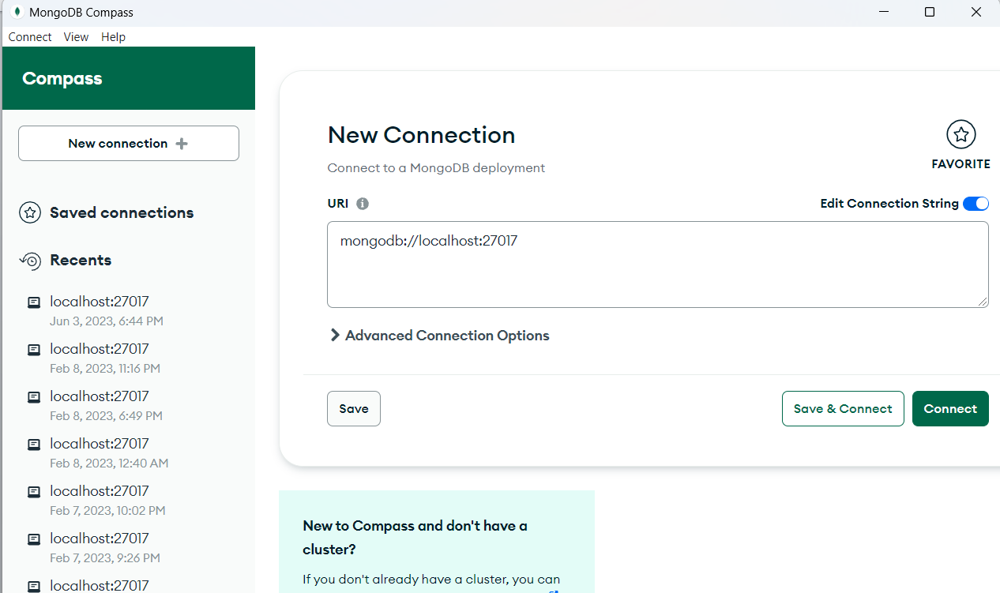 MongoDB Compass
Connect View Help
Compass
New connection
Saved connections
Recents
localhost:27017
Jun 3, 2023, 6:44 PM
localhost:27017
Feb 8, 2023, 11:16 PM
localhost:27017
Feb 8, 2023, 6:49 PM
localhost:27017
Feb 8, 2023, 12:40 AM
localhost:27017
Feb 7, 2023, 10:02 PM
localhost:27017
Feb 7, 2023, 9:26 PM
localhost:27017
New Connection
FAVORITE
Connect to a MongoDB deployment
URI
Edit Connection String
mongodb://localhost:27017
Advanced Connection Options
Save
Save & Connect
Connect
New to Compass and don't have a
cluster?
If you don't already have a cluster, you can